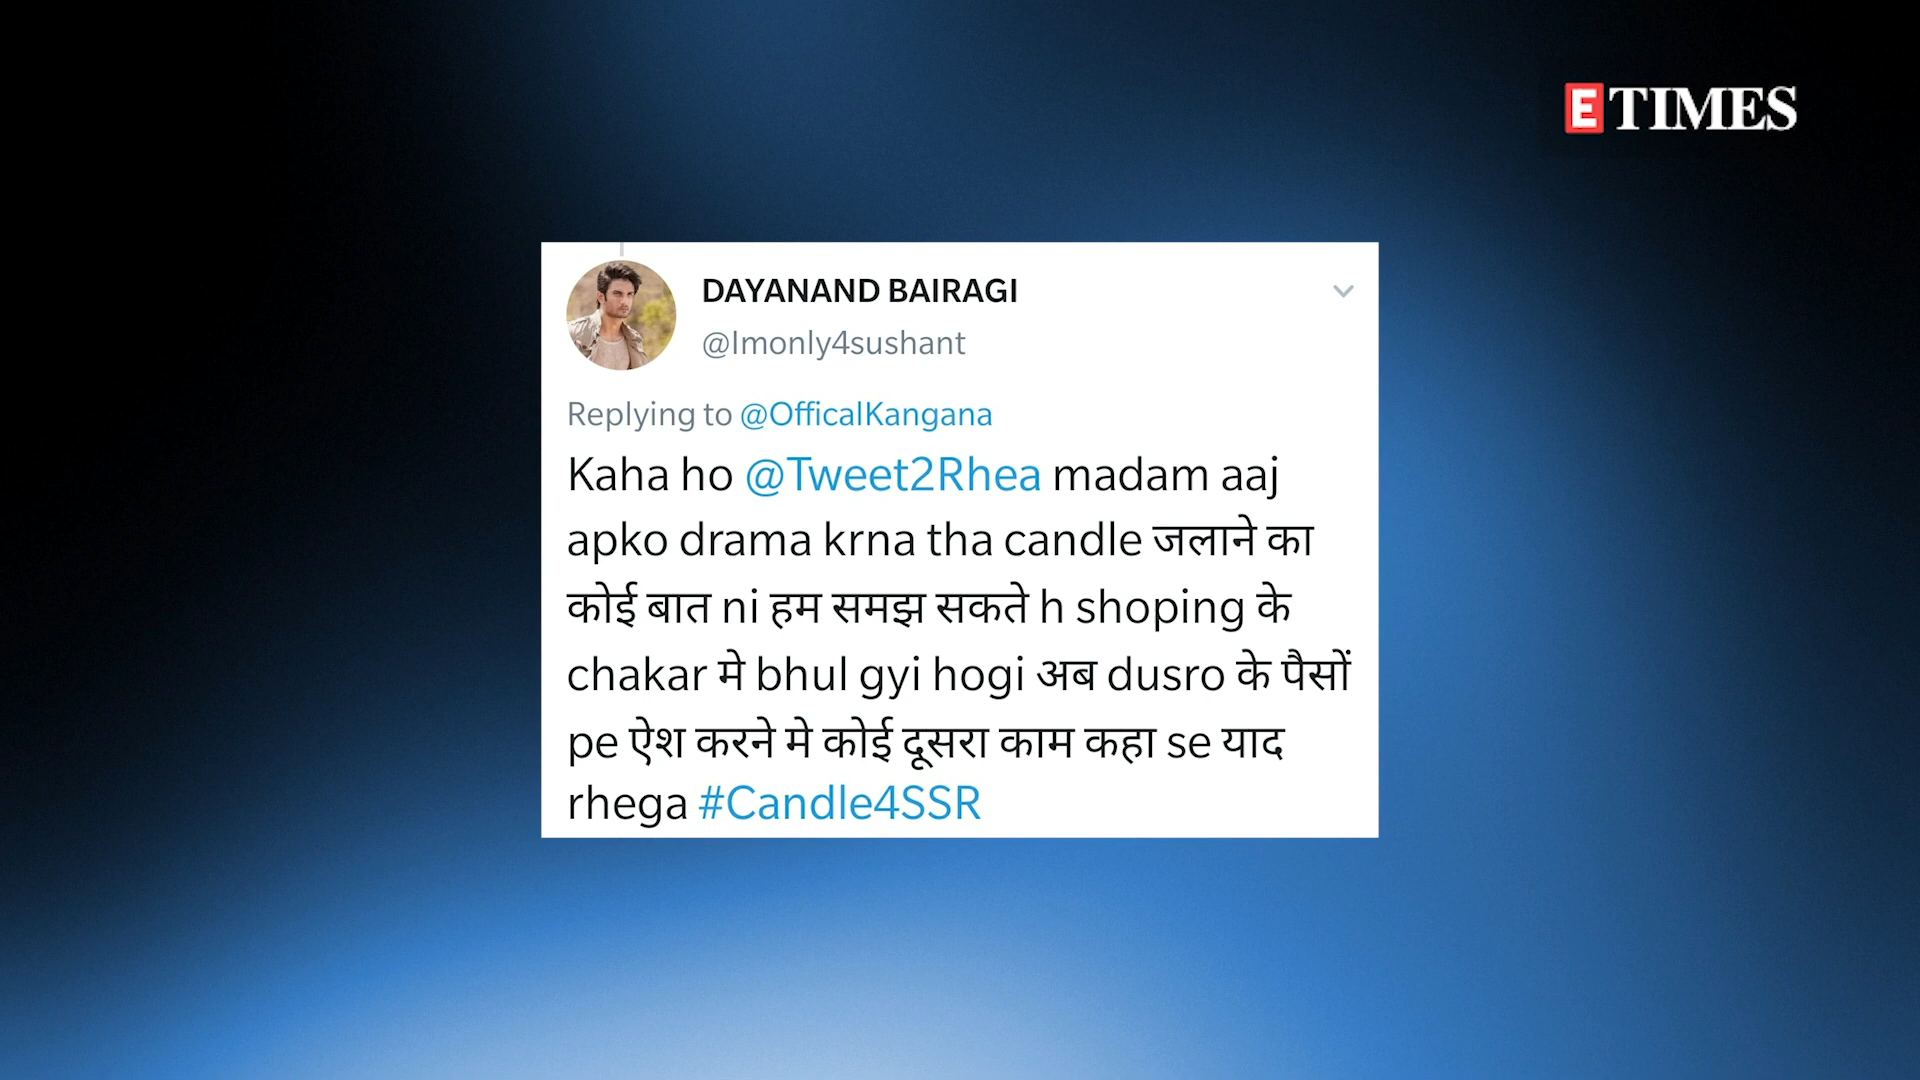 ETIMES
DAYANAND BAIRAGI
@Imonly4sushant
Replying to @OfficalKangana
Kaha ho @Tweet2Rhea madam aaj
apko drama krna tha candle जलाने का
कोई बात ni हम समझ सकते h shoping के
chakar मे bhul gyi hogi अब dusro के पैसों
pe ऐश करने मे कोई दूसरा काम कहा se याद
rhega #Candle4SSR